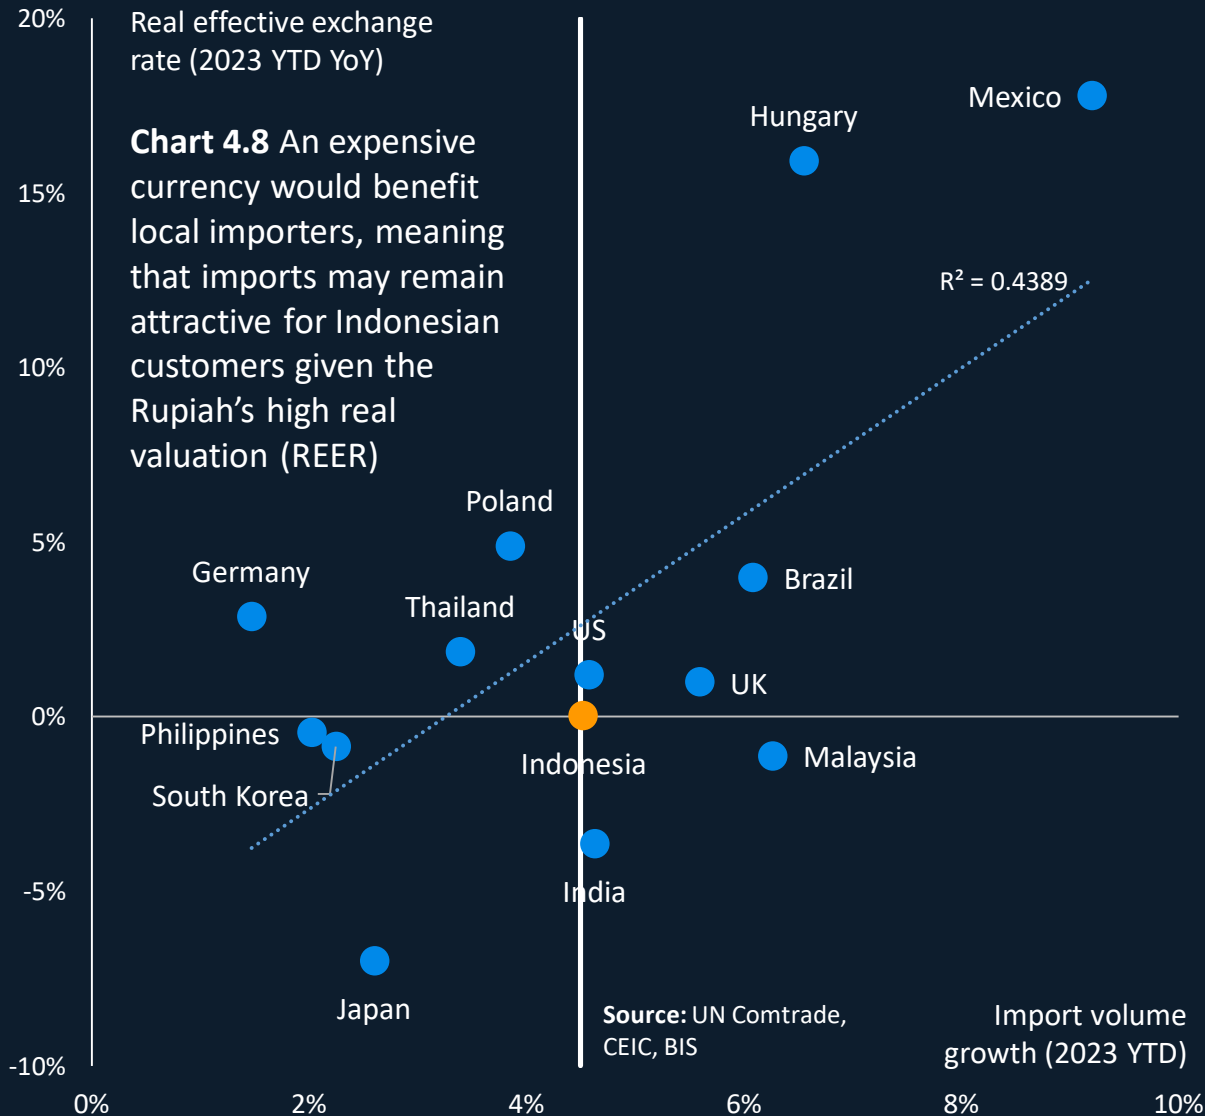 20%
Real effective exchange
rate (2023 YTD YoY)
Chart 4.8 An expensive
currency would benefit
local importers, meaning
that imports may remain
attractive for Indonesian
customers given the
Rupiah’s high real
valuation (REER)
Mexico
Hungary
15%
R² = 0.4389
10%
Poland
5%
Germany
Thailand
Brazil
US
UK
0%
Philippines
Indonesia
Malaysia
South Korea
-5%
India
Japan
Source: UN Comtrade,
CEIC, BIS
Import volume
growth (2023 YTD)
-10%
0%
2%
4%
6%
8%
10%